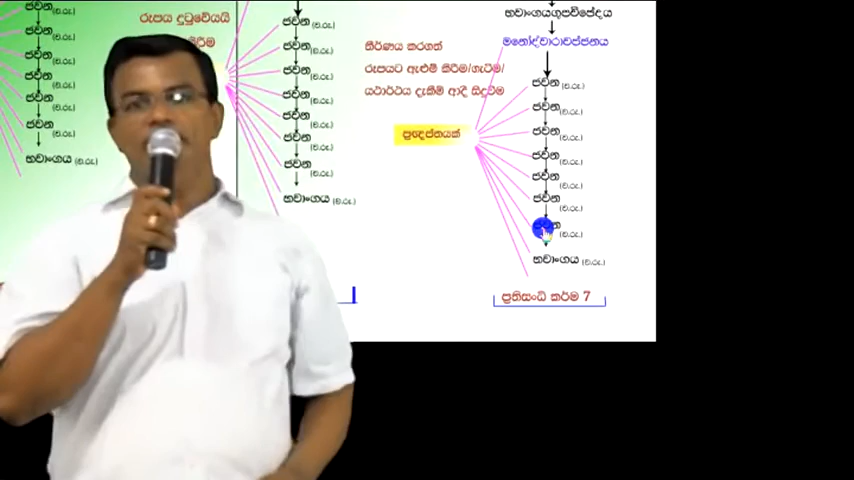 ජවන
ජවන
ජවන
ජවන
ජවන (ච.රූ.)
ජවන (ච.රූ.)
භවාංගය (ච.රූ.)
රූපය දුටුවේයයි
ජවන (ච.රූ.)
ජවන (ච.රූ.)
ජවන (ච.රූ.)
ජවන (ච.රූ.)
ජවන (ච.රූ.)
ජවන (ච.රූ.)
ජවන (ච.රූ.)
භවාංගය (ච.රූ.)
තීර්ණය කරගත්
රූපයට ඇළුම් කිරීම/ගැටීම/
යථාර්ථය දැකීම් ආදී සිදුවීම
ප්‍රඥප්තියක්
භවාංගයුපච්ඡේදය
මනෝද්වාරාවජ්ජනය
ජවන (ච.රූ.)
ජවන (ච.රූ.)
ජවන (ච.රූ.)
ජවන (ච.රූ.)
ජවන (ච.රූ.)
ජවන (ච.රූ.)
(ච.රූ.)
භවාංගය (ච.රූ.)
ප්‍රතිසංධි කර්ම 7